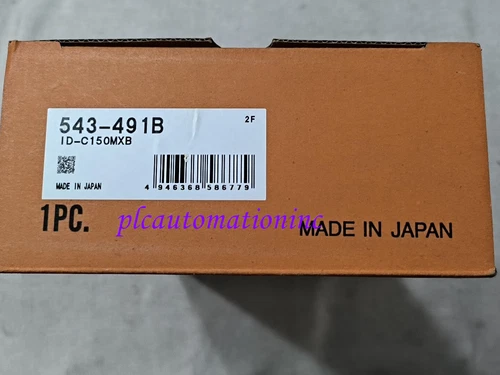 543-491B 2F
ID-C150MXB
MADE IN JAPAN
4 946368 586779
1PC. plcautomationinc
MADE IN JAPAN